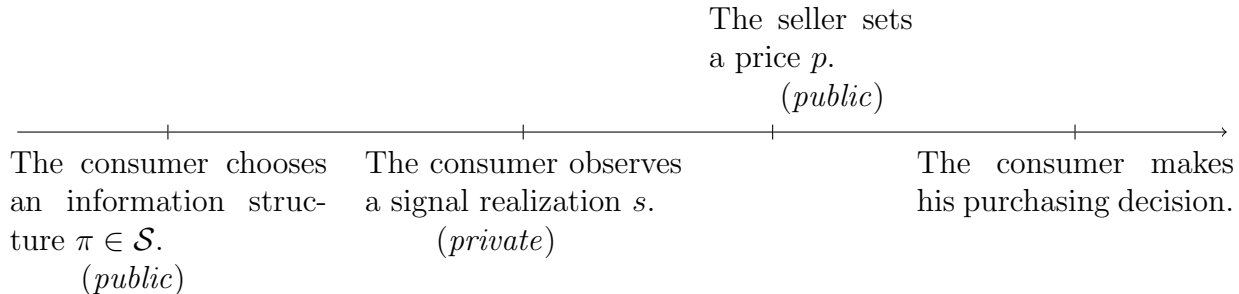 The seller sets
a price p.
(public)
The consumer chooses
an information struc-
ture π ∈ 𝒮.
(public)
The consumer observes
a signal realization s.
(private)
The consumer makes
his purchasing decision.